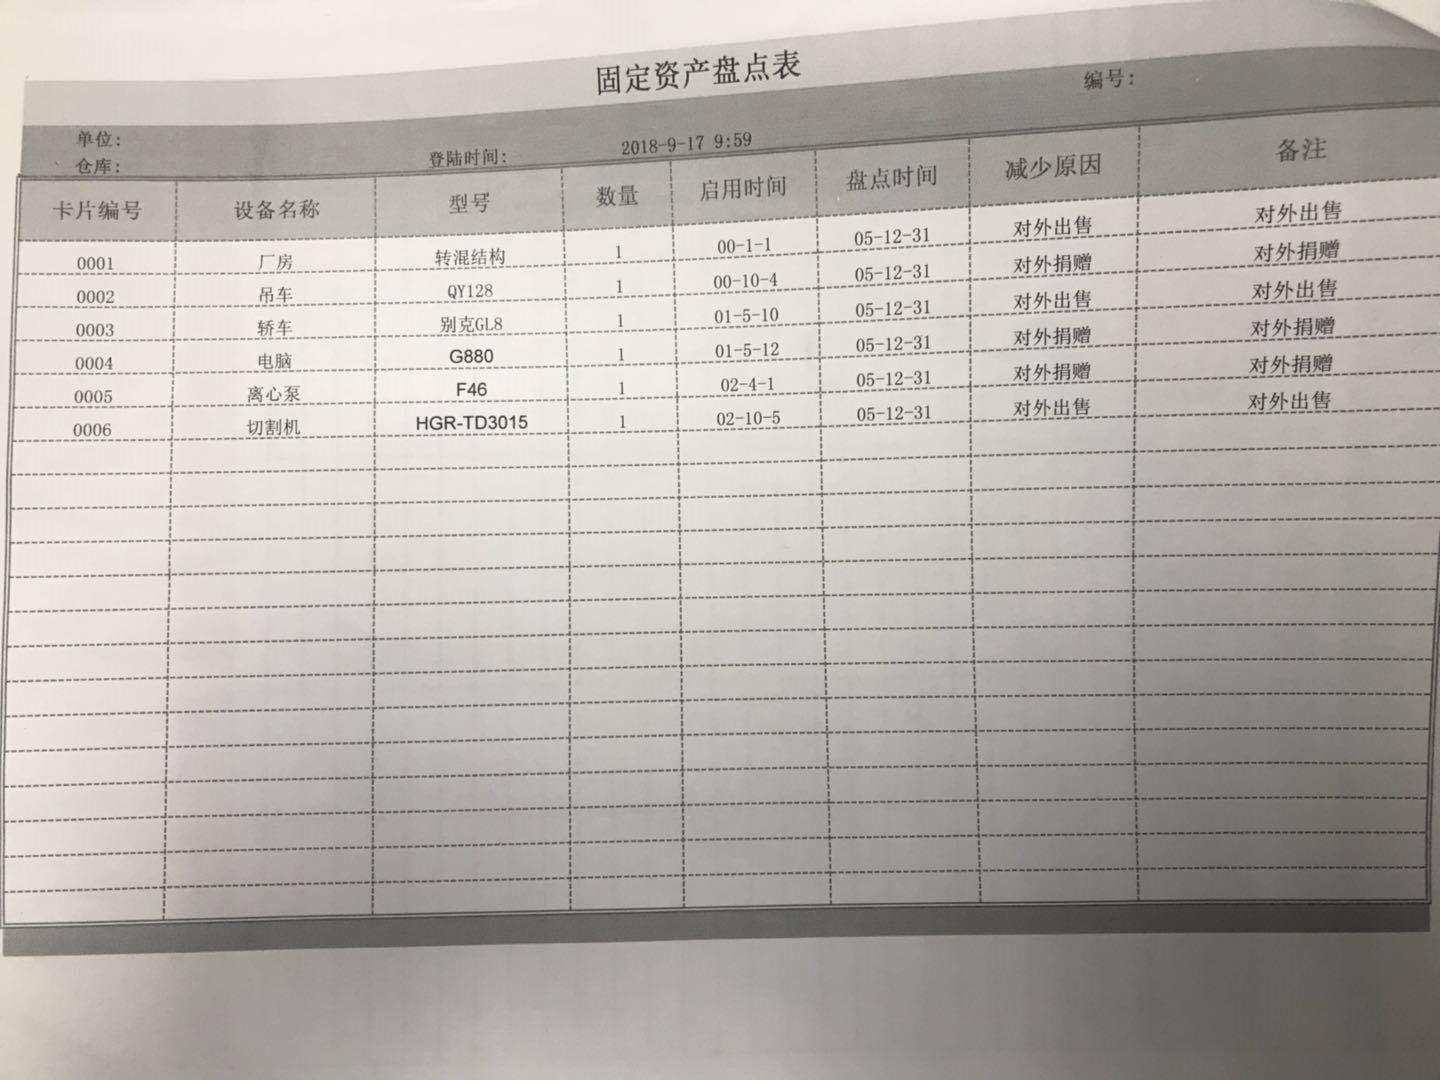 固定资产盘点表
编号：
单位：
仓库： 登陆时间： 2018-9-17 9:59
卡片编号 设备名称 型号 数量 启用时间 盘点时间 减少原因 备注
0001 厂房 转混结构 1 00-1-1 05-12-31 对外出售 对外出售
0002 吊车 QY128 1 00-10-4 05-12-31 对外捐赠 对外捐赠
0003 轿车 别克GL8 1 01-5-10 05-12-31 对外出售 对外出售
0004 电脑 G880 1 01-5-12 05-12-31 对外捐赠 对外捐赠
0005 离心泵 F46 1 02-4-1 05-12-31 对外捐赠 对外捐赠
0006 切割机 HGR-TD3015 1 02-10-5 05-12-31 对外出售 对外出售